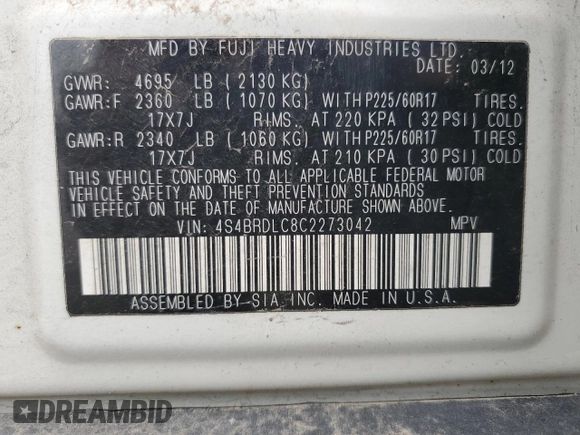 MFD BY FUJI HEAVY INDUSTRIES LTD.
DATE: 03/12
GVWR: 4695 LB ( 2130 KG)
GAWR:F 2360 LB ( 1070 KG) WITH P225/60R17 TIRES.
17X7J RIMS. AT 220 KPA ( 32 PSI) COLD
GAWR:R 2340 LB ( 1060 KG) WITH P225/60R17 TIRES.
17X7J RIMS. AT 210 KPA ( 30 PSI) COLD
THIS VEHICLE CONFORMS TO ALL APPLICABLE FEDERAL MOTOR
VEHICLE SAFETY AND THEFT PREVENTION STANDARDS
IN EFFECT ON THE DATE OF MANUFACTURE SHOWN ABOVE.
VIN: 4S4BRDLC8C2273042 MPV
ASSEMBLED BY SIA, INC. MADE IN U.S.A.
DREAMBID